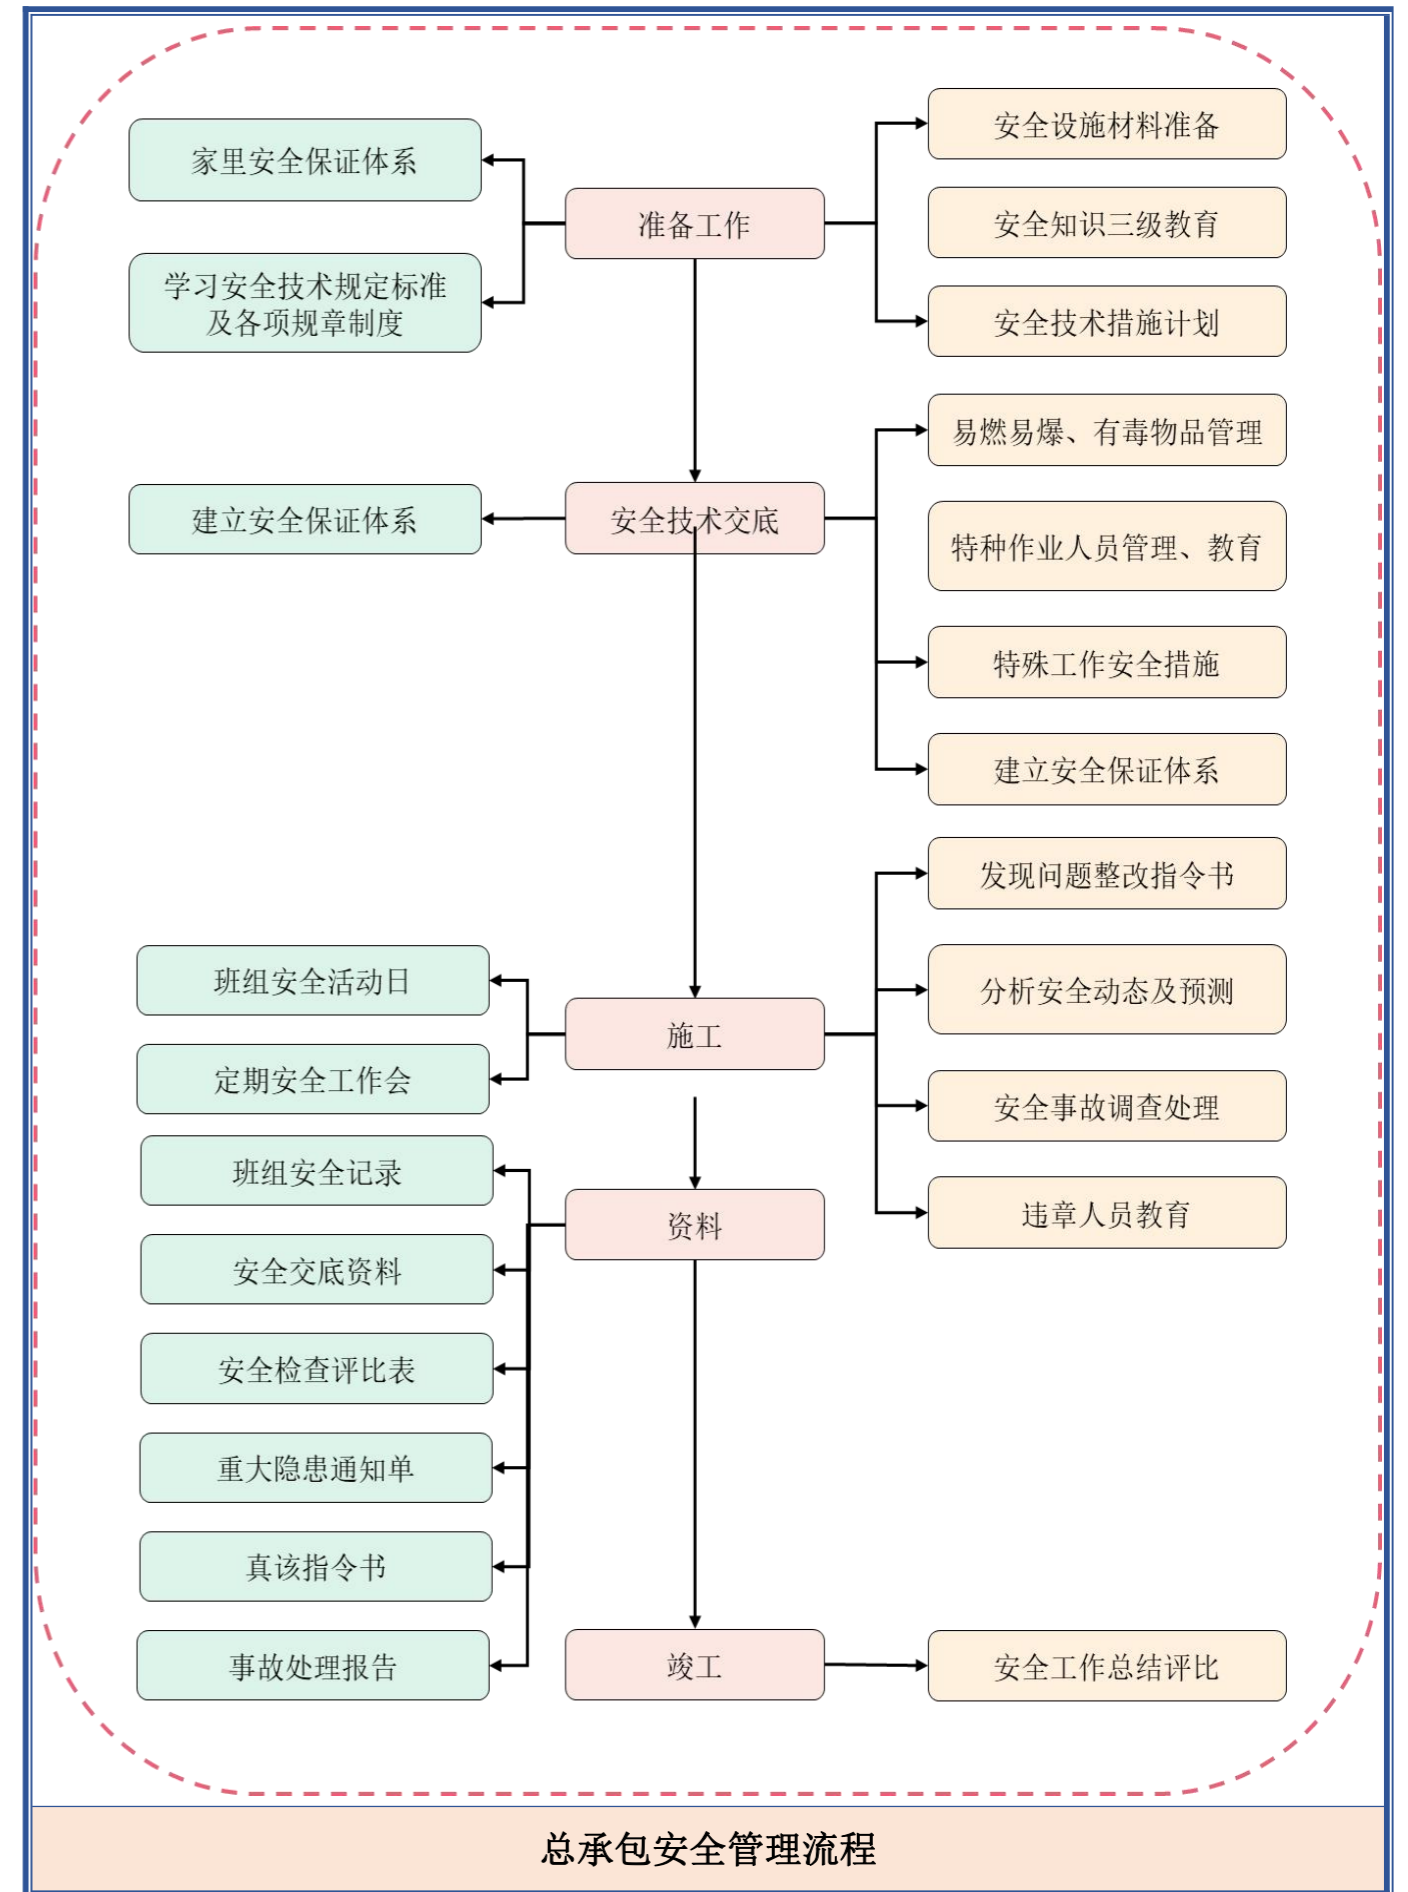 家里安全保证体系
学习安全技术规定标准
及各项规章制度
准备工作
安全设施材料准备
安全知识三级教育
安全技术措施计划
建立安全保证体系
安全技术交底
易燃易爆、有毒物品管理
特种作业人员管理、教育
特殊工作安全措施
建立安全保证体系
班组安全活动日
定期安全工作会
施工
发现问题整改指令书
分析安全动态及预测
安全事故调查处理
违章人员教育
班组安全记录
安全交底资料
安全检查评比表
重大隐患通知单
真该指令书
事故处理报告
资料
竣工
安全工作总结评比
总承包安全管理流程